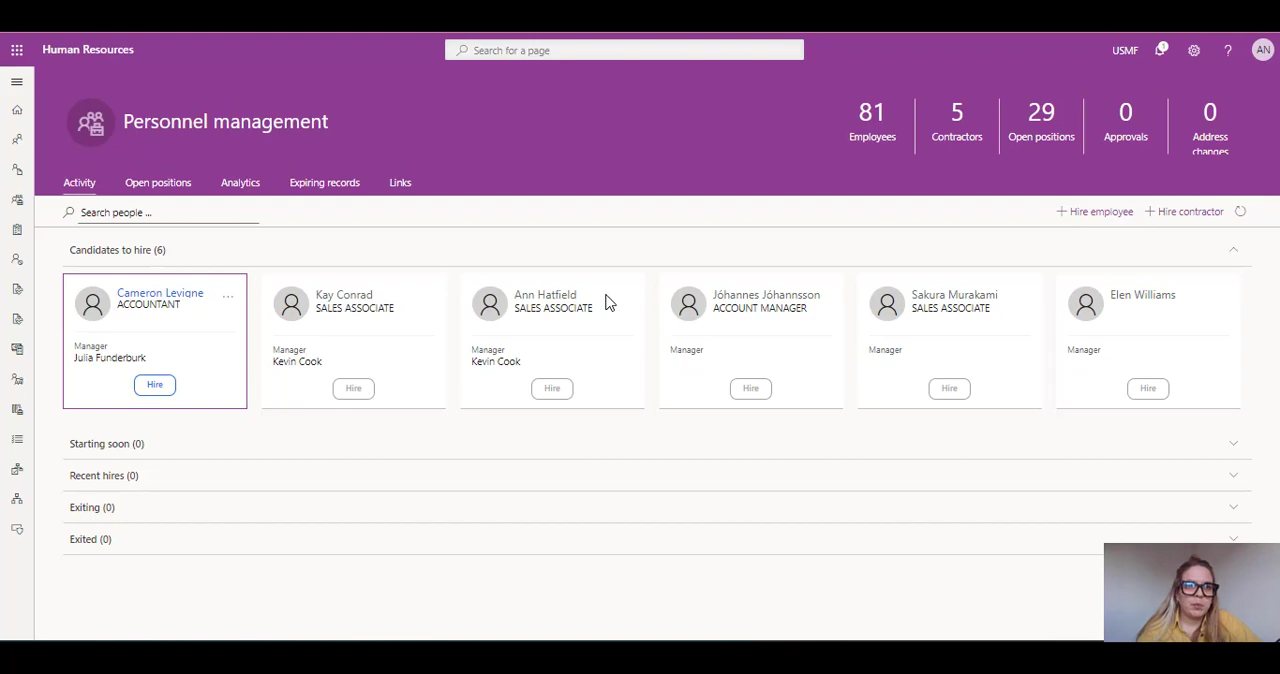 Human Resources
Search for a page
USMF
1
?
AN
Personnel management
81
Employees
5
Contractors
29
Open positions
0
Approvals
0
Address
changes
Activity
Open positions
Analytics
Expiring records
Links
Search people ...
+ Hire employee
+ Hire contractor
Candidates to hire (6)
Cameron Levigne
...
ACCOUNTANT
Manager
Julia Funderburk
Hire
Kay Conrad
SALES ASSOCIATE
Manager
Kevin Cook
Hire
Ann Hatfield
SALES ASSOCIATE
Manager
Kevin Cook
Hire
Jóhannes Jóhannsson
ACCOUNT MANAGER
Manager
Hire
Sakura Murakami
SALES ASSOCIATE
Manager
Hire
Elen Williams
Manager
Hire
Starting soon (0)
Recent hires (0)
Exiting (0)
Exited (0)